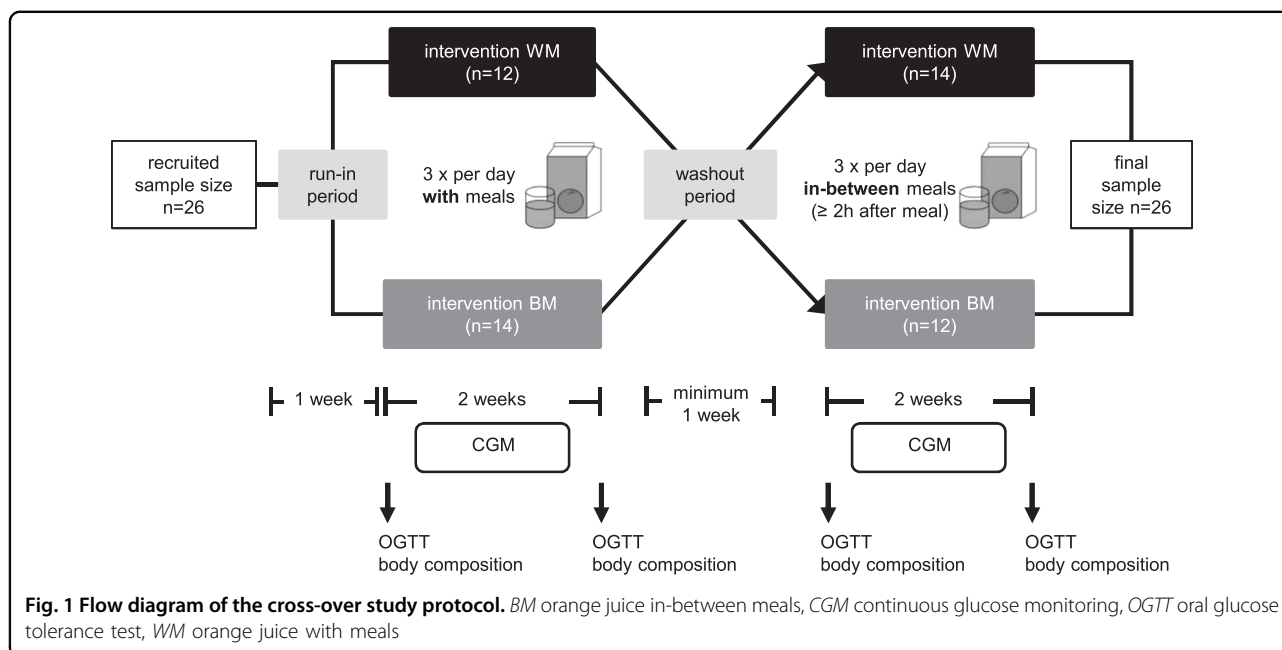 intervention WM
(n=12)
intervention WM
(n=14)
recruited
sample size
n=26
run-in
period
3 x per day
with meals
washout
period
3 x per day
in-between meals
(≥ 2h after meal)
final
sample
size n=26
intervention BM
(n=14)
intervention BM
(n=12)
1 week
2 weeks
minimum
1 week
2 weeks
CGM
CGM
OGTT
body composition
OGTT
body composition
OGTT
body composition
OGTT
body composition
Fig. 1 Flow diagram of the cross-over study protocol. BM orange juice in-between meals, CGM continuous glucose monitoring, OGTT oral glucose
tolerance test, WM orange juice with meals